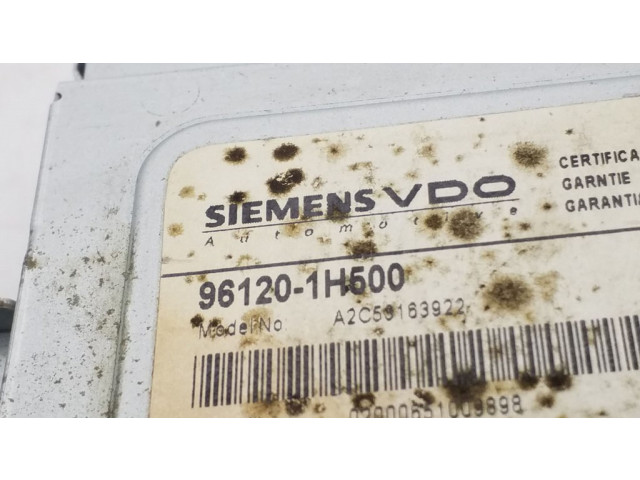 SIEMENS VDO
Automotive
CERTIFICA
GARNTIE
GARANTIA
96120-1H500
Model No A2C53163922